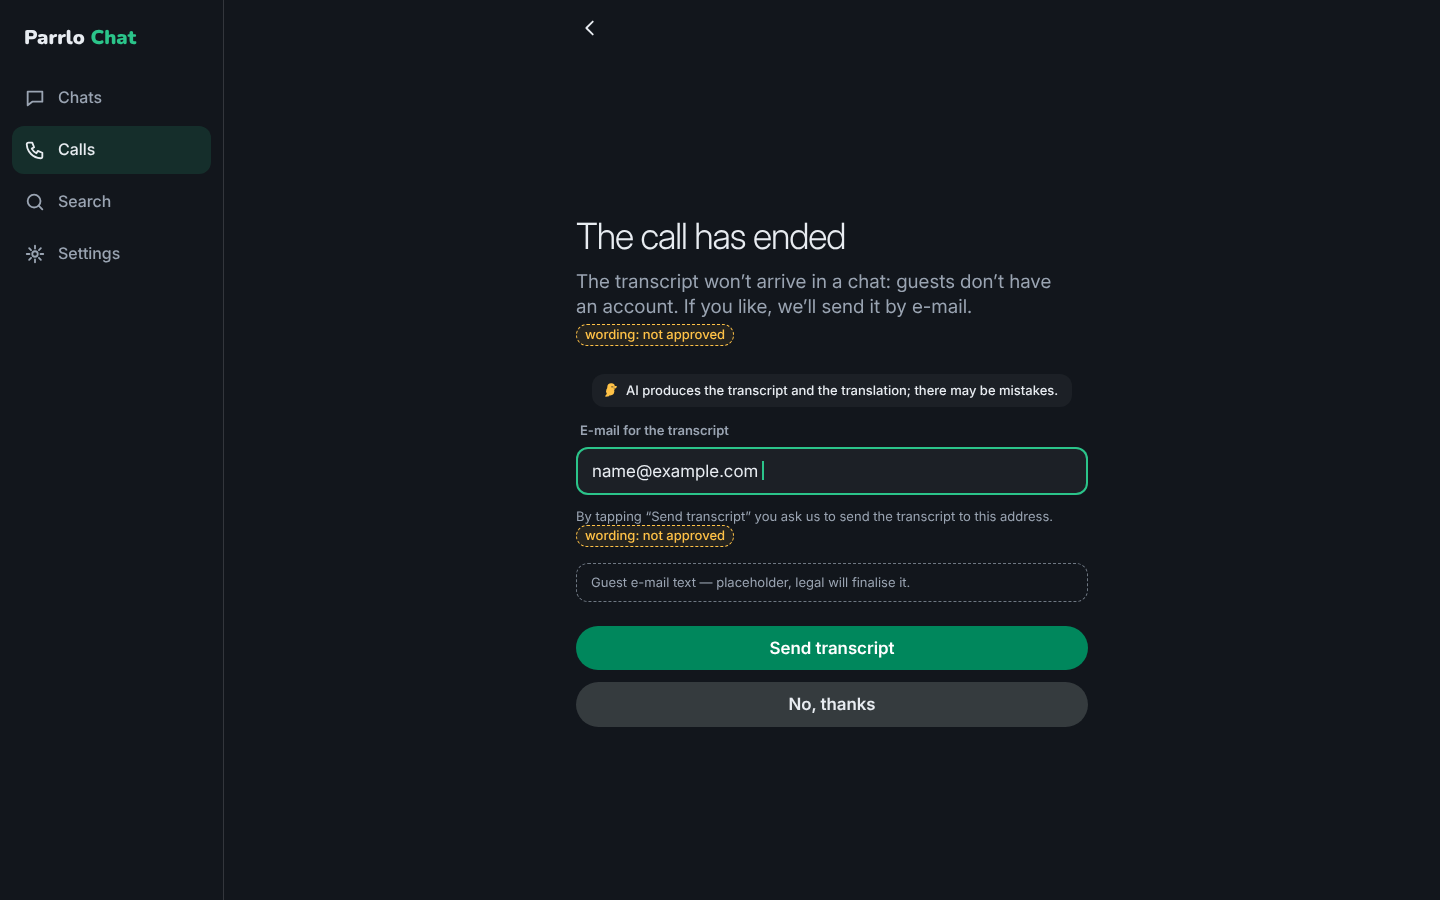 Parrlo Chat
Chats
Calls
Search
Settings
The call has ended
The transcript won’t arrive in a chat: guests don’t have
an account. If you like, we’ll send it by e-mail.
wording: not approved
AI produces the transcript and the translation; there may be mistakes.
E-mail for the transcript
name@example.com
By tapping “Send transcript” you ask us to send the transcript to this address.
wording: not approved
Guest e-mail text — placeholder, legal will finalise it.
Send transcript
No, thanks